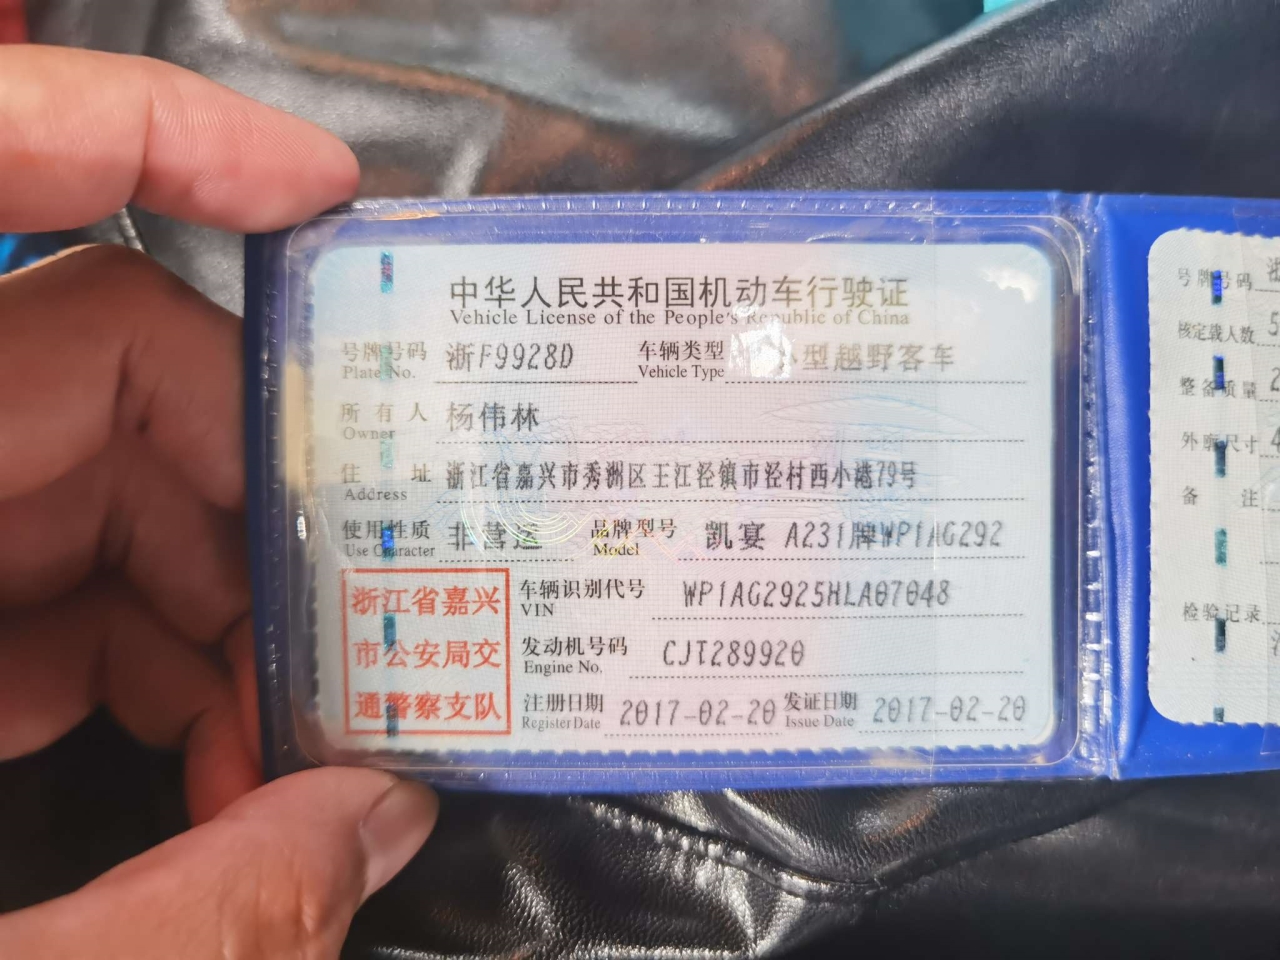 中华人民共和国机动车行驶证
Vehicle License of the People's Republic of China
号牌号码 浙F9928D 车辆类型 小型越野客车
Plate No. Vehicle Type
所有人 杨伟林
Owner
住址 浙江省嘉兴市秀洲区王江泾镇市泾村西小港79号
Address
使用性质 非营运 品牌型号 凯宴 A231牌WP1AG292
Use Character Model
浙江省嘉兴
市公安局交
通警察支队
车辆识别代号 WP1AG2925HLA07048
VIN
发动机号码 CJT289920
Engine No.
注册日期 2017-02-20 发证日期 2017-02-20
Register Date Issue Date
号牌号码 浙
核定载人数 5
整备质量 2
外廓尺寸 4
备注
检验记录